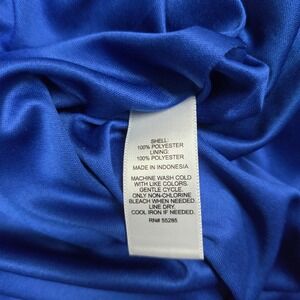 SHELL:
100% POLYESTER
LINING:
100% POLYESTER
MADE IN INDONESIA
MACHINE WASH COLD
WITH LIKE COLORS.
GENTLE CYCLE.
ONLY NON-CHLORINE
BLEACH WHEN NEEDED.
LINE DRY.
COOL IRON IF NEEDED.
RN# 55285